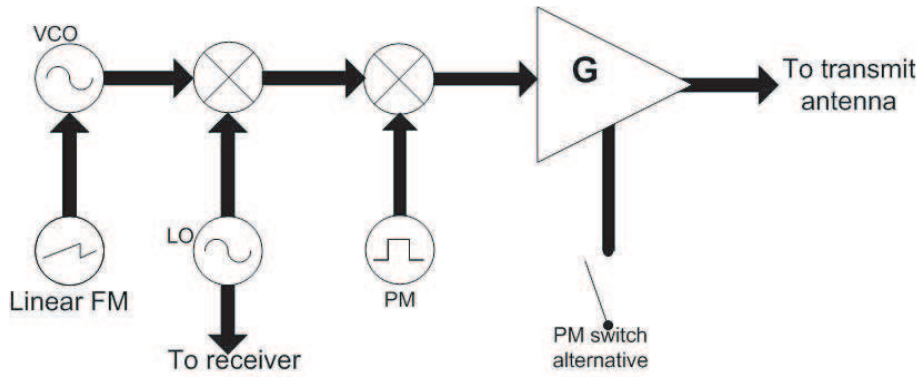 VCO
G
To transmit
antenna
LO
Linear FM
PM
To receiver
PM switch
alternative